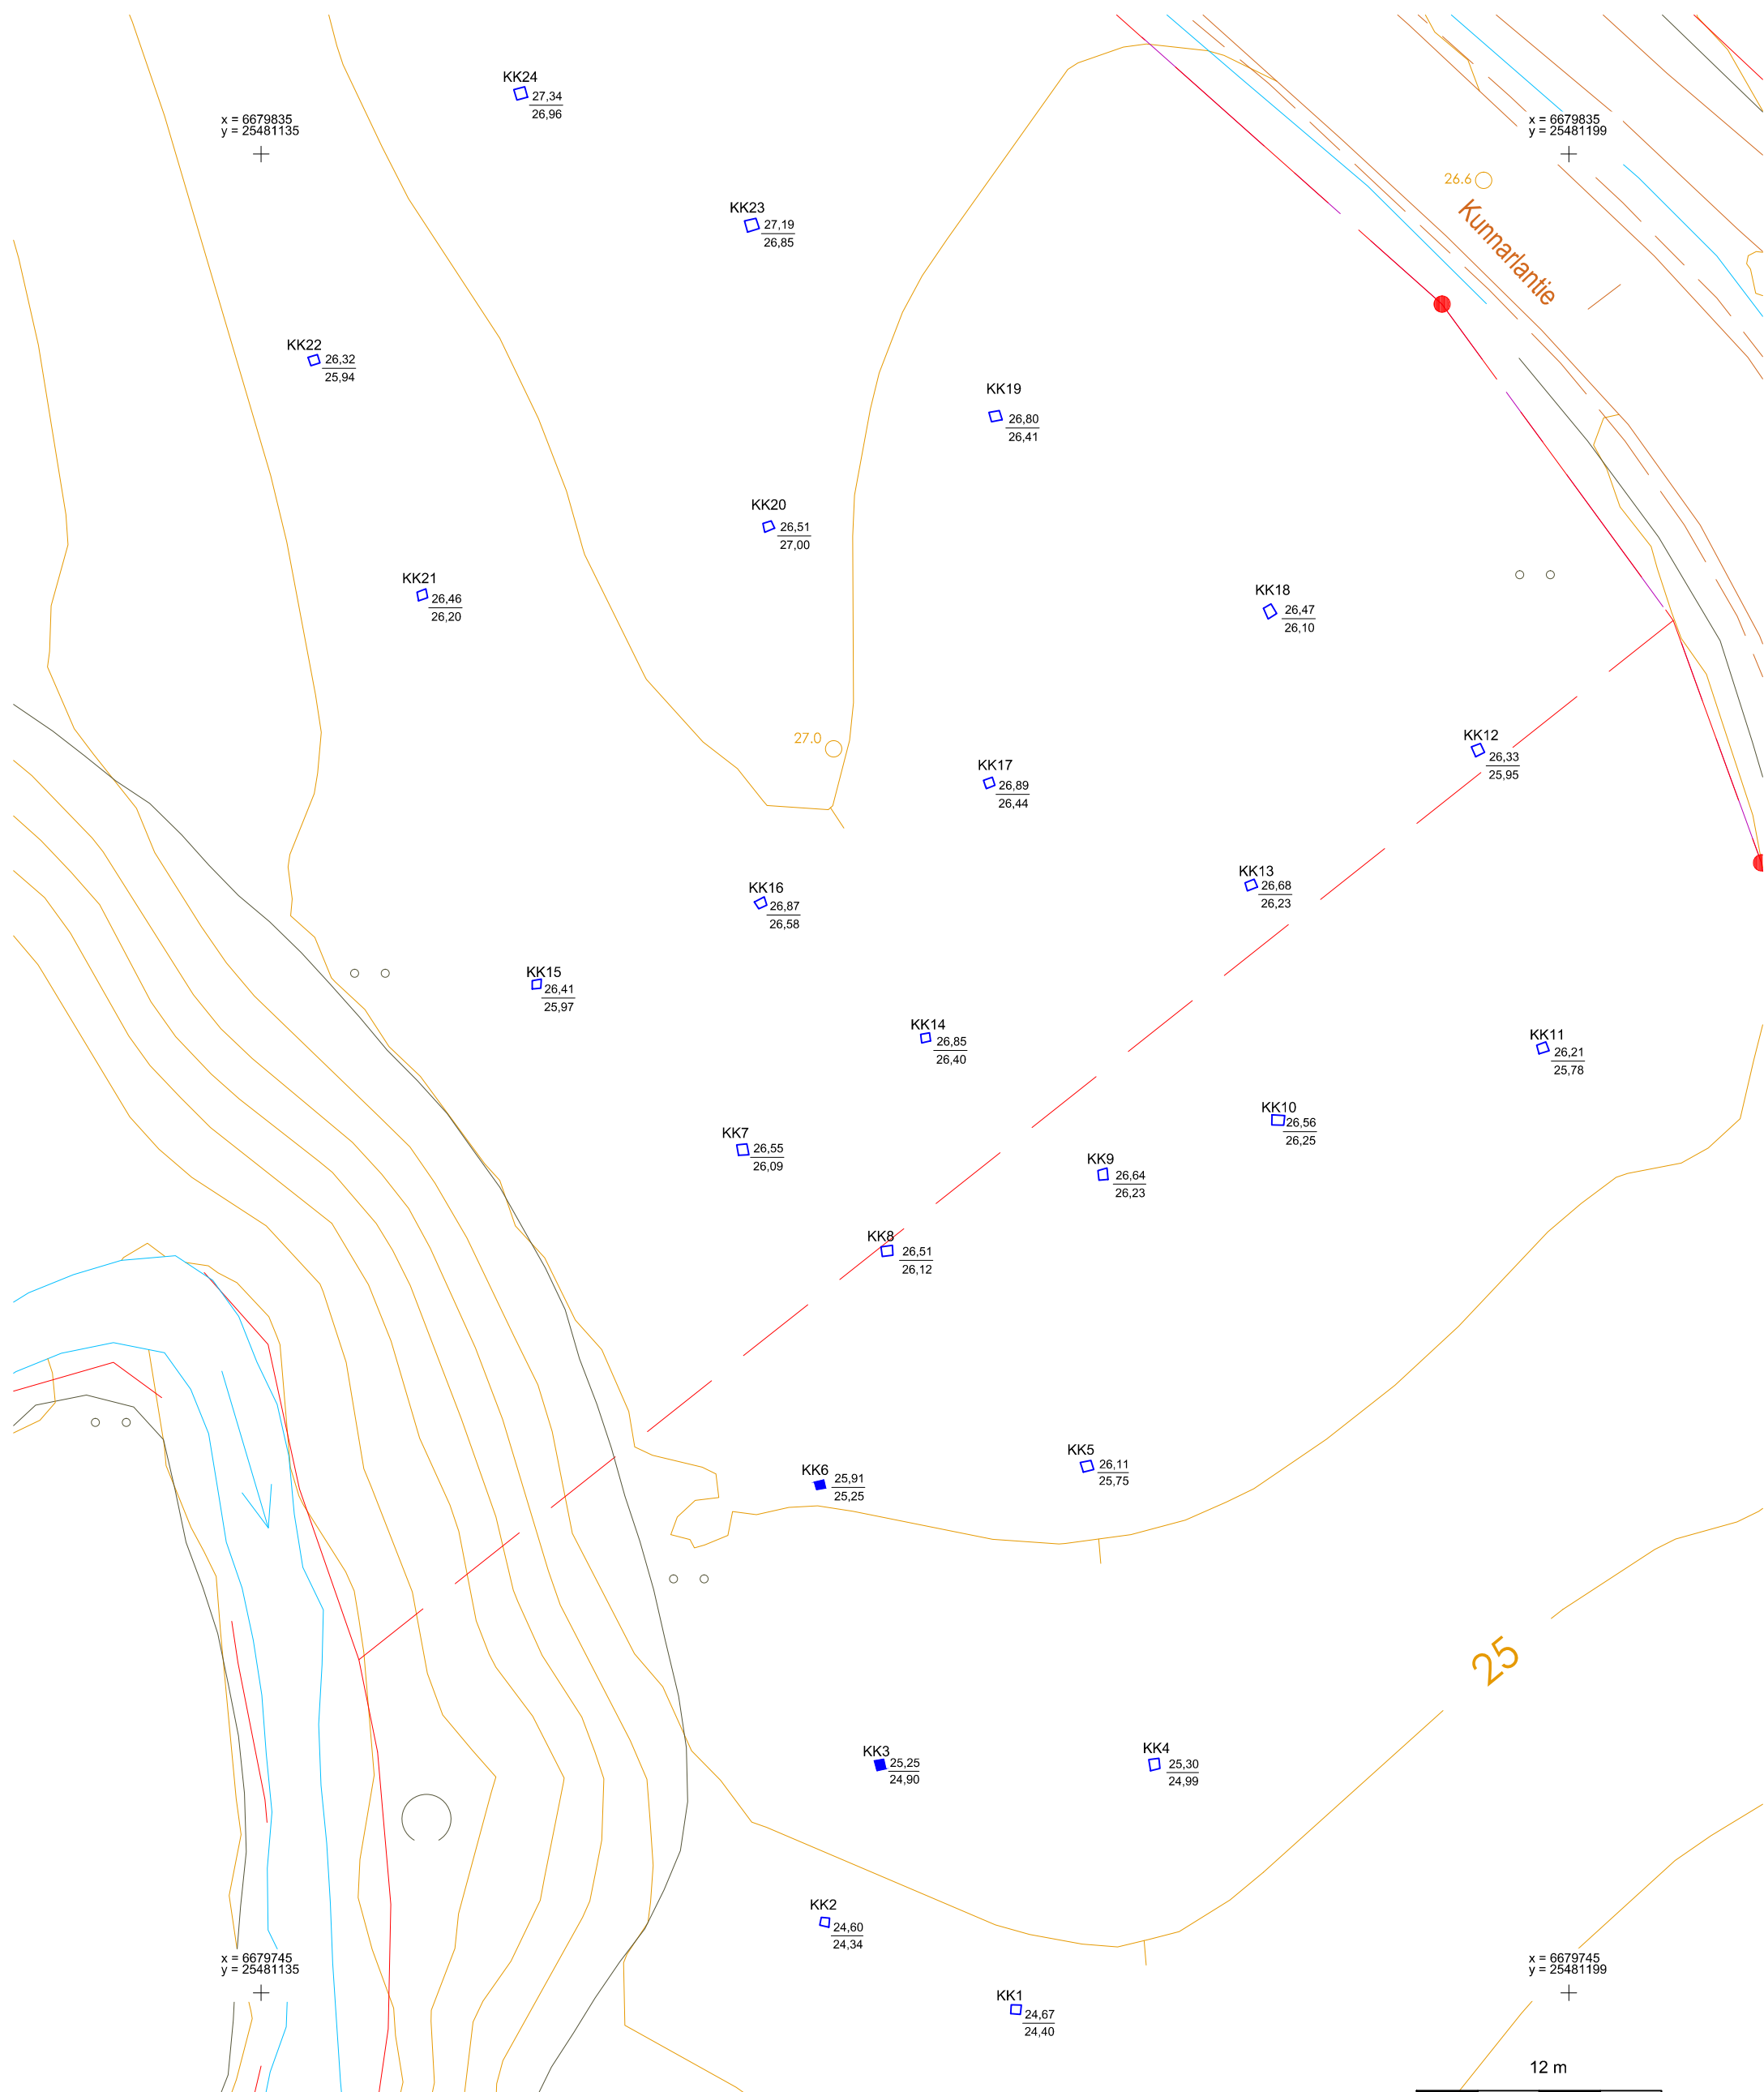 KK24
27,34
26,96
x = 6679835
y = 25481135
x = 6679835
y = 25481199
26.6
Kunnarlantie
KK23
27,19
26,85
KK22
26,32
25,94
KK19
26,80
26,41
KK20
26,51
27,00
KK21
26,46
26,20
KK18
26,47
26,10
27.0
KK12
26,33
25,95
KK17
26,89
26,44
KK13
26,68
26,23
KK16
26,87
26,58
KK15
26,41
25,97
KK14
26,85
26,40
KK11
26,21
25,78
KK10
26,56
26,25
KK7
26,55
26,09
KK9
26,64
26,23
KK8
26,51
26,12
KK5
26,11
25,75
KK6
25,91
25,25
25
KK3
25,25
24,90
KK4
25,30
24,99
KK2
24,60
24,34
x = 6679745
y = 25481135
x = 6679745
y = 25481199
KK1
24,67
24,40
12 m